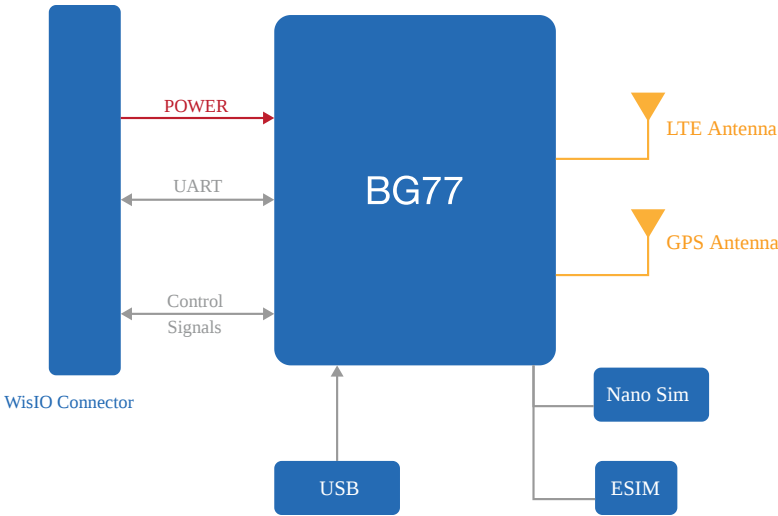 POWER
UART
Control
Signals
WisIO Connector
BG77
LTE Antenna
GPS Antenna
Nano Sim
USB
ESIM